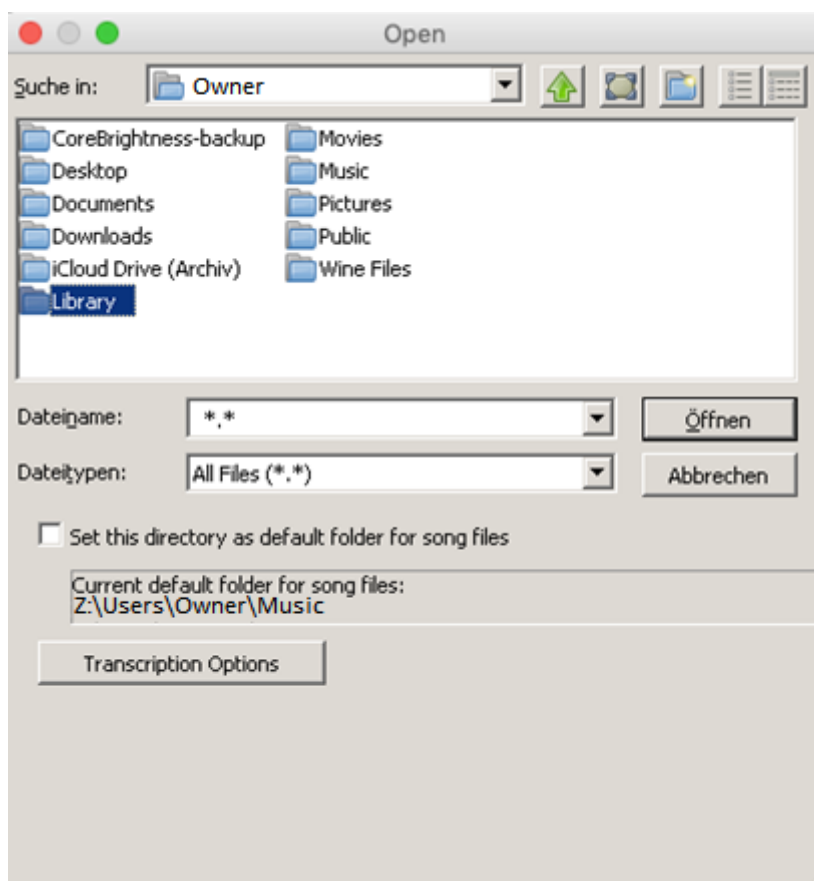 Open
Suche in: Owner
CoreBrightness-backup
Desktop
Documents
Downloads
iCloud Drive (Archiv)
Library
Movies
Music
Pictures
Public
Wine Files
Dateiname: *.* Öffnen
Dateitypen: All Files (*.*) Abbrechen
Set this directory as default folder for song files
Current default folder for song files:
Z:\Users\Owner\Music
Transcription Options